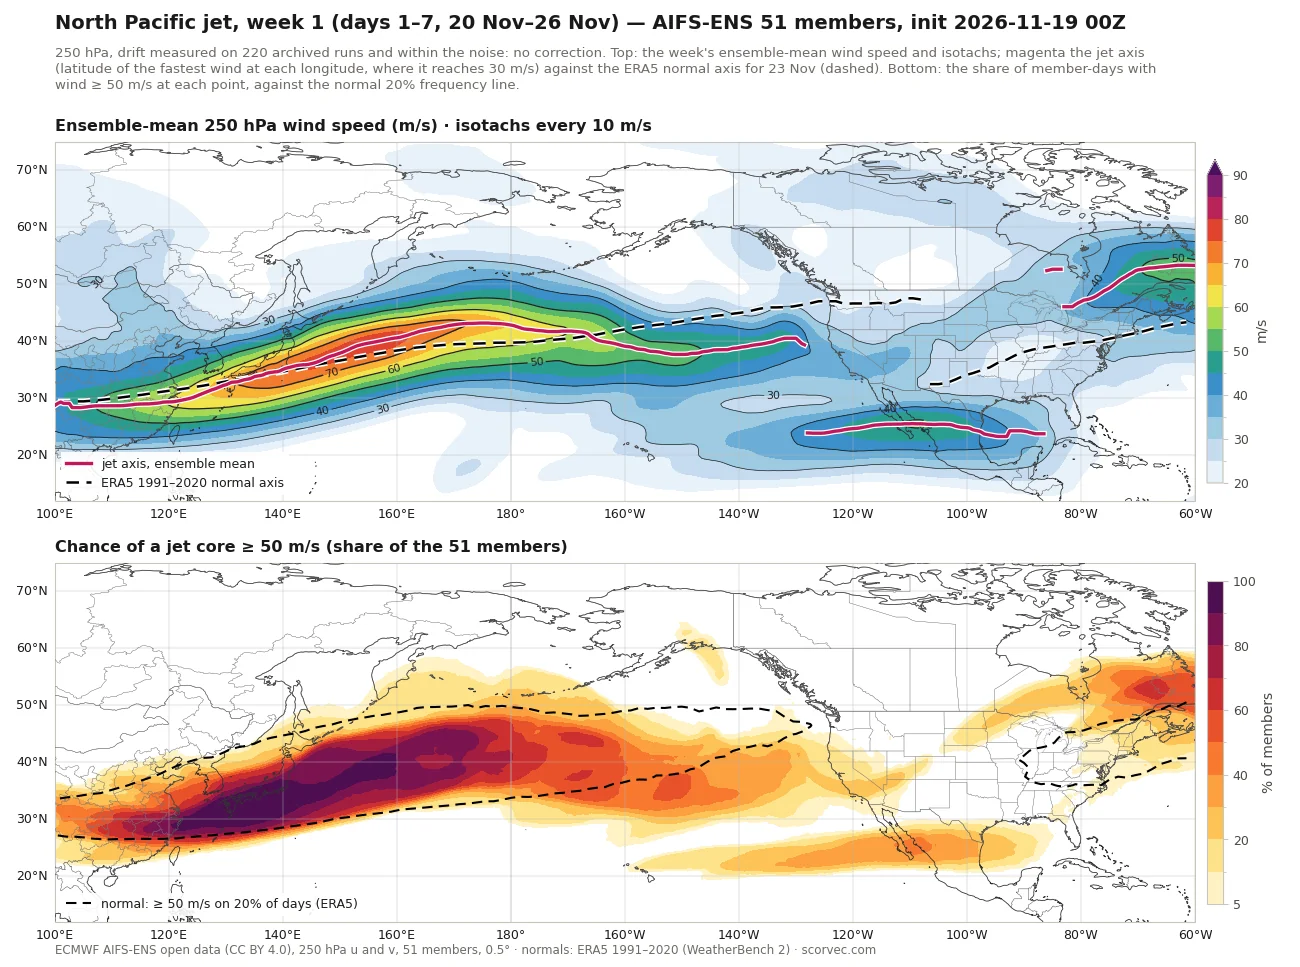 North Pacific jet, week 1 (days 1–7, 20 Nov–26 Nov) — AIFS-ENS 51 members, init 2026-11-19 00Z
250 hPa, drift measured on 220 archived runs and within the noise: no correction. Top: the week's ensemble-mean wind speed and isotachs; magenta the jet axis
(latitude of the fastest wind at each longitude, where it reaches 30 m/s) against the ERA5 normal axis for 23 Nov (dashed). Bottom: the share of member-days with
wind ≥ 50 m/s at each point, against the normal 20% frequency line.
Ensemble-mean 250 hPa wind speed (m/s) · isotachs every 10 m/s
70°N
60°N
50°N
40°N
30°N
20°N
30
30
70
60
50
40
30
30
40
40
50
jet axis, ensemble mean
ERA5 1991–2020 normal axis
100°E 120°E 140°E 160°E 180° 160°W 140°W 120°W 100°W 80°W 60°W
90
80
70
60
50
40
30
20
m/s
Chance of a jet core ≥ 50 m/s (share of the 51 members)
70°N
60°N
50°N
40°N
30°N
20°N
normal: ≥ 50 m/s on 20% of days (ERA5)
100°E 120°E 140°E 160°E 180° 160°W 140°W 120°W 100°W 80°W 60°W
100
80
60
40
20
5
% of members
ECMWF AIFS-ENS open data (CC BY 4.0), 250 hPa u and v, 51 members, 0.5° · normals: ERA5 1991–2020 (WeatherBench 2) · scorvec.com